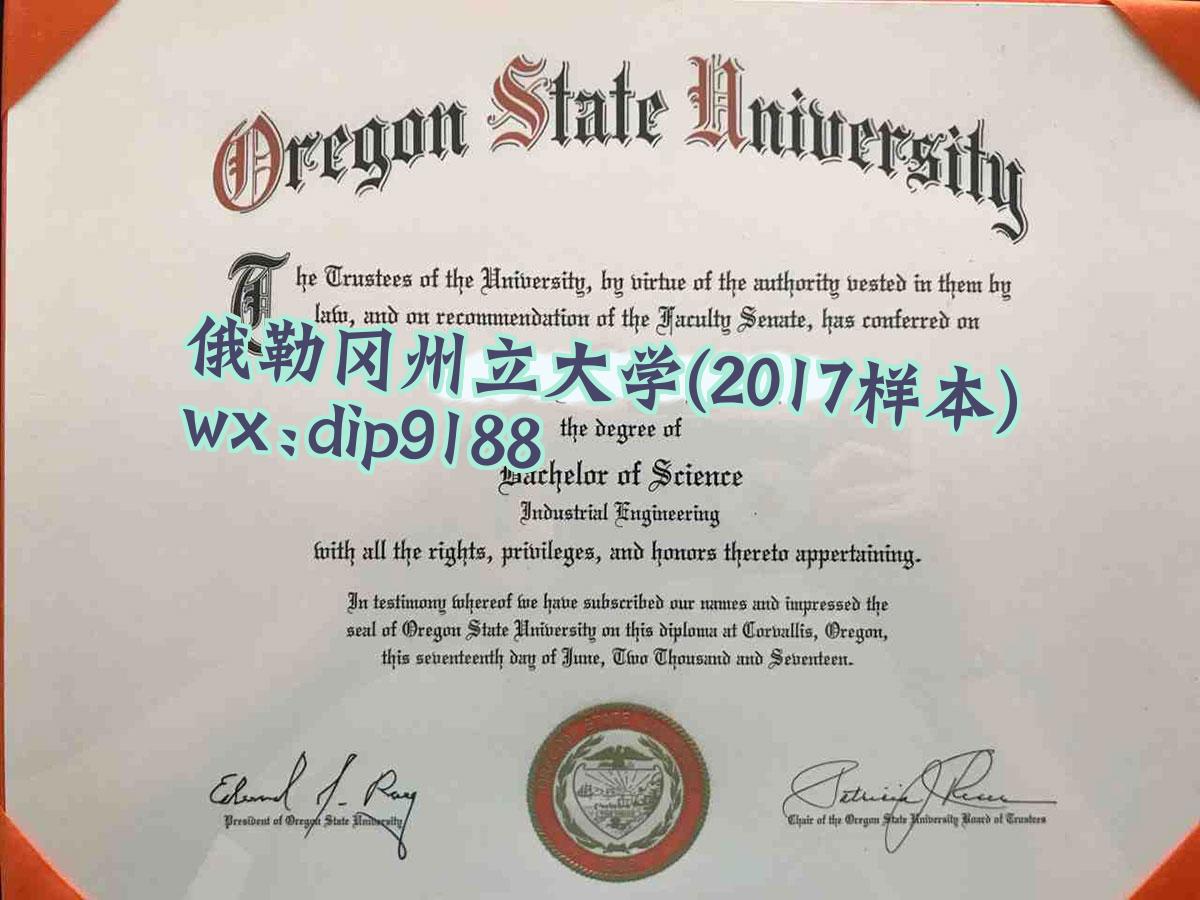 Oregon State University
The Trustees of the University, by virtue of the authority vested in them by
law, and on recommendation of the Faculty Senate, has conferred on
俄勒冈州立大学(2017样本)
wx:dip9188
the degree of
Bachelor of Science
Industrial Engineering
with all the rights, privileges, and honors thereto appertaining.
In testimony whereof we have subscribed our names and impressed the
seal of Oregon State University on this diploma at Corvallis, Oregon,
this seventeenth day of June, Two Thousand and Seventeen.
Edward J. Ray
President of Oregon State University
Chair of the Oregon State University Board of Trustees